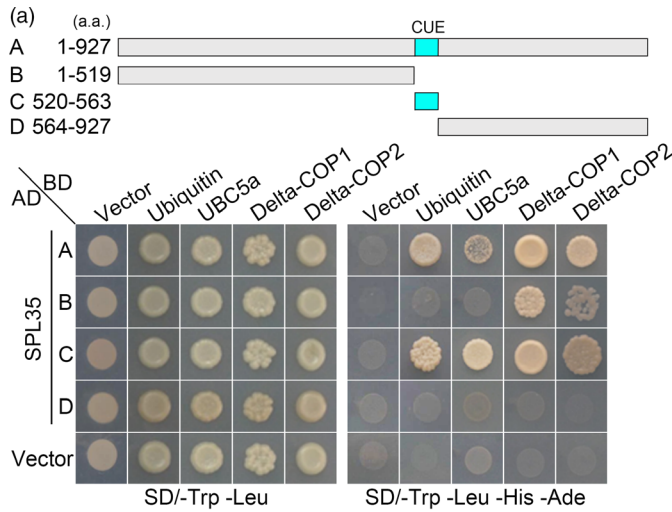 (a)
(a.a.)
CUE
A 1-927
B 1-519
C 520-563
D 564-927
AD BD
Vector Ubiquitin UBC5a Delta-COP1 Delta-COP2 Vector Ubiquitin UBC5a Delta-COP1 Delta-COP2
SPL35
A
B
C
D
Vector
SD/-Trp -Leu SD/-Trp -Leu -His -Ade